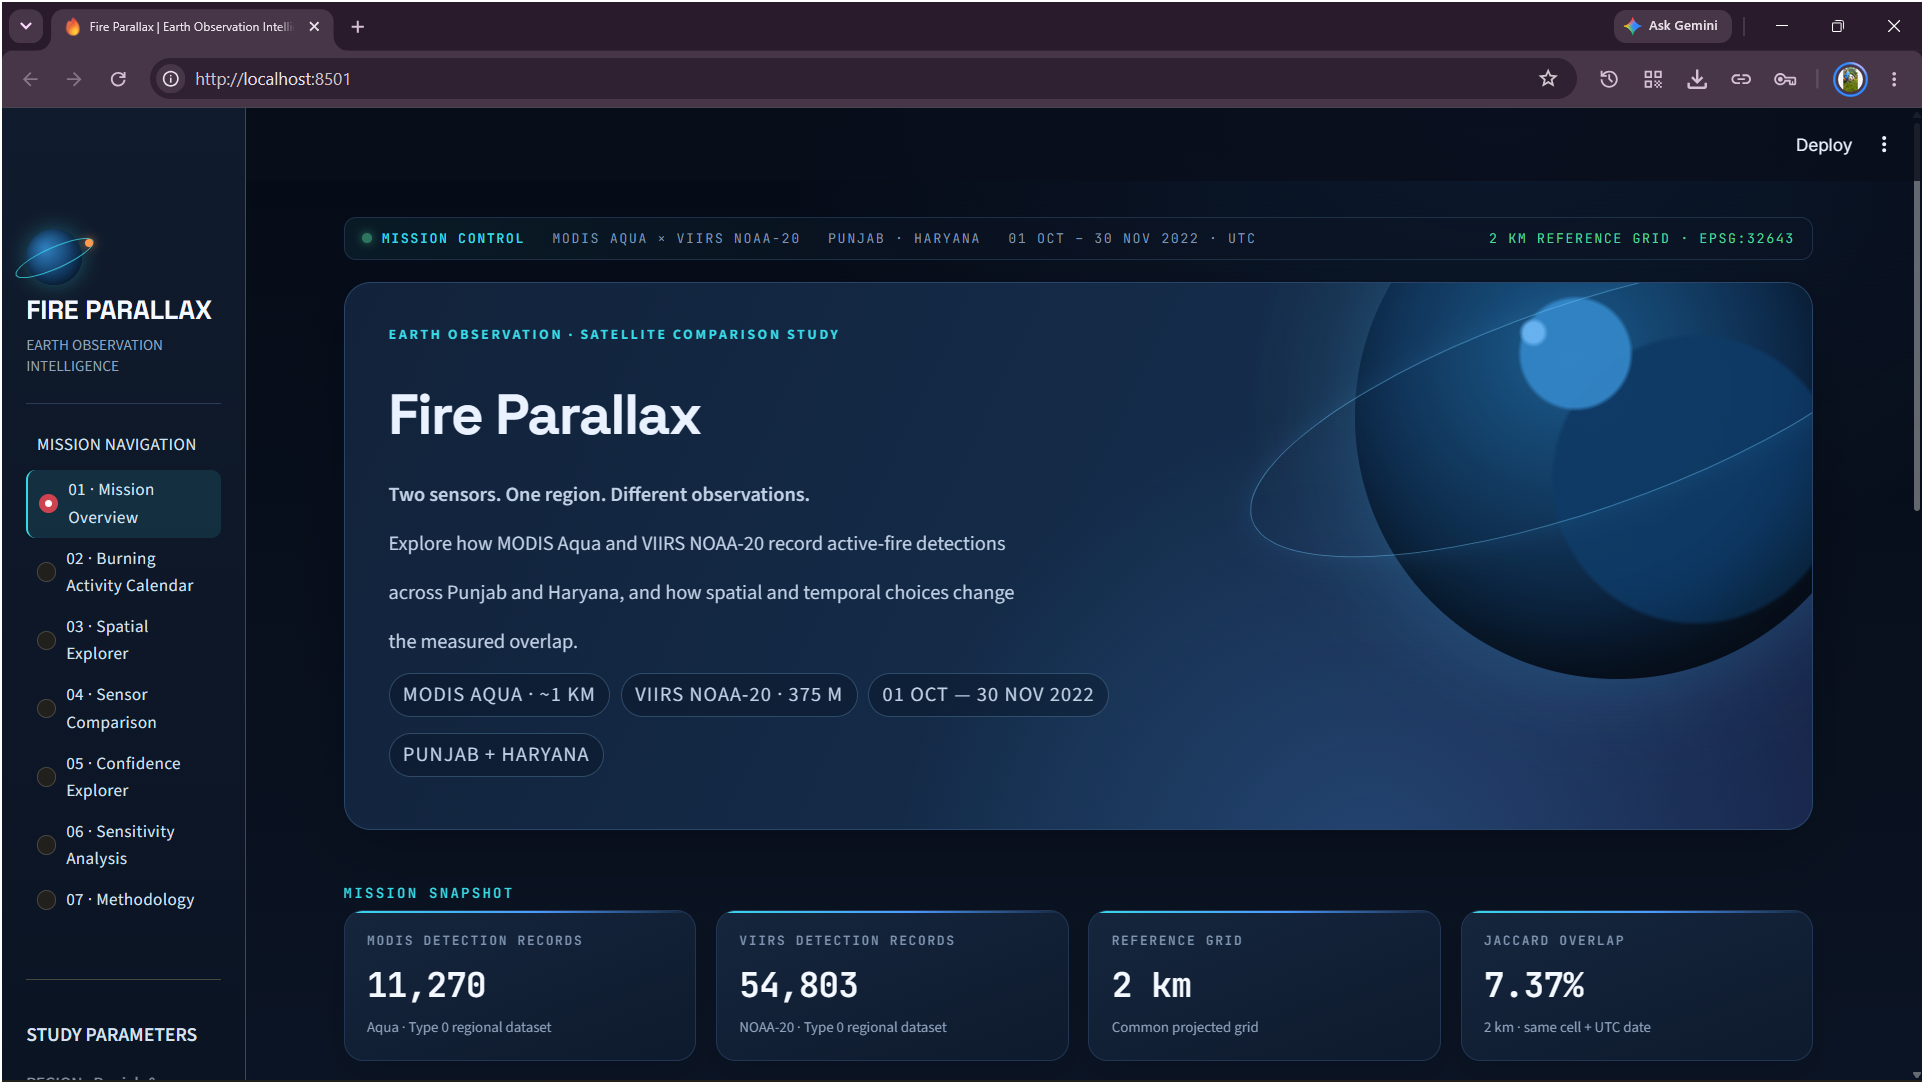 Fire Parallax | Earth Observation Intelli
Ask Gemini
http://localhost:8501
Deploy
FIRE PARALLAX
EARTH OBSERVATION
INTELLIGENCE
MISSION NAVIGATION
01 · Mission
Overview
02 · Burning
Activity Calendar
03 · Spatial
Explorer
04 · Sensor
Comparison
05 · Confidence
Explorer
06 · Sensitivity
Analysis
07 · Methodology
STUDY PARAMETERS
MISSION CONTROL MODIS AQUA × VIIRS NOAA-20 PUNJAB · HARYANA 01 OCT – 30 NOV 2022 · UTC 2 KM REFERENCE GRID · EPSG:32643
EARTH OBSERVATION · SATELLITE COMPARISON STUDY
Fire Parallax
Two sensors. One region. Different observations.
Explore how MODIS Aqua and VIIRS NOAA-20 record active-fire detections
across Punjab and Haryana, and how spatial and temporal choices change
the measured overlap.
MODIS AQUA · ~1 KM VIIRS NOAA-20 · 375 M 01 OCT — 30 NOV 2022
PUNJAB + HARYANA
MISSION SNAPSHOT
MODIS DETECTION RECORDS
11,270
Aqua · Type 0 regional dataset
VIIRS DETECTION RECORDS
54,803
NOAA-20 · Type 0 regional dataset
REFERENCE GRID
2 km
Common projected grid
JACCARD OVERLAP
7.37%
2 km · same cell + UTC date